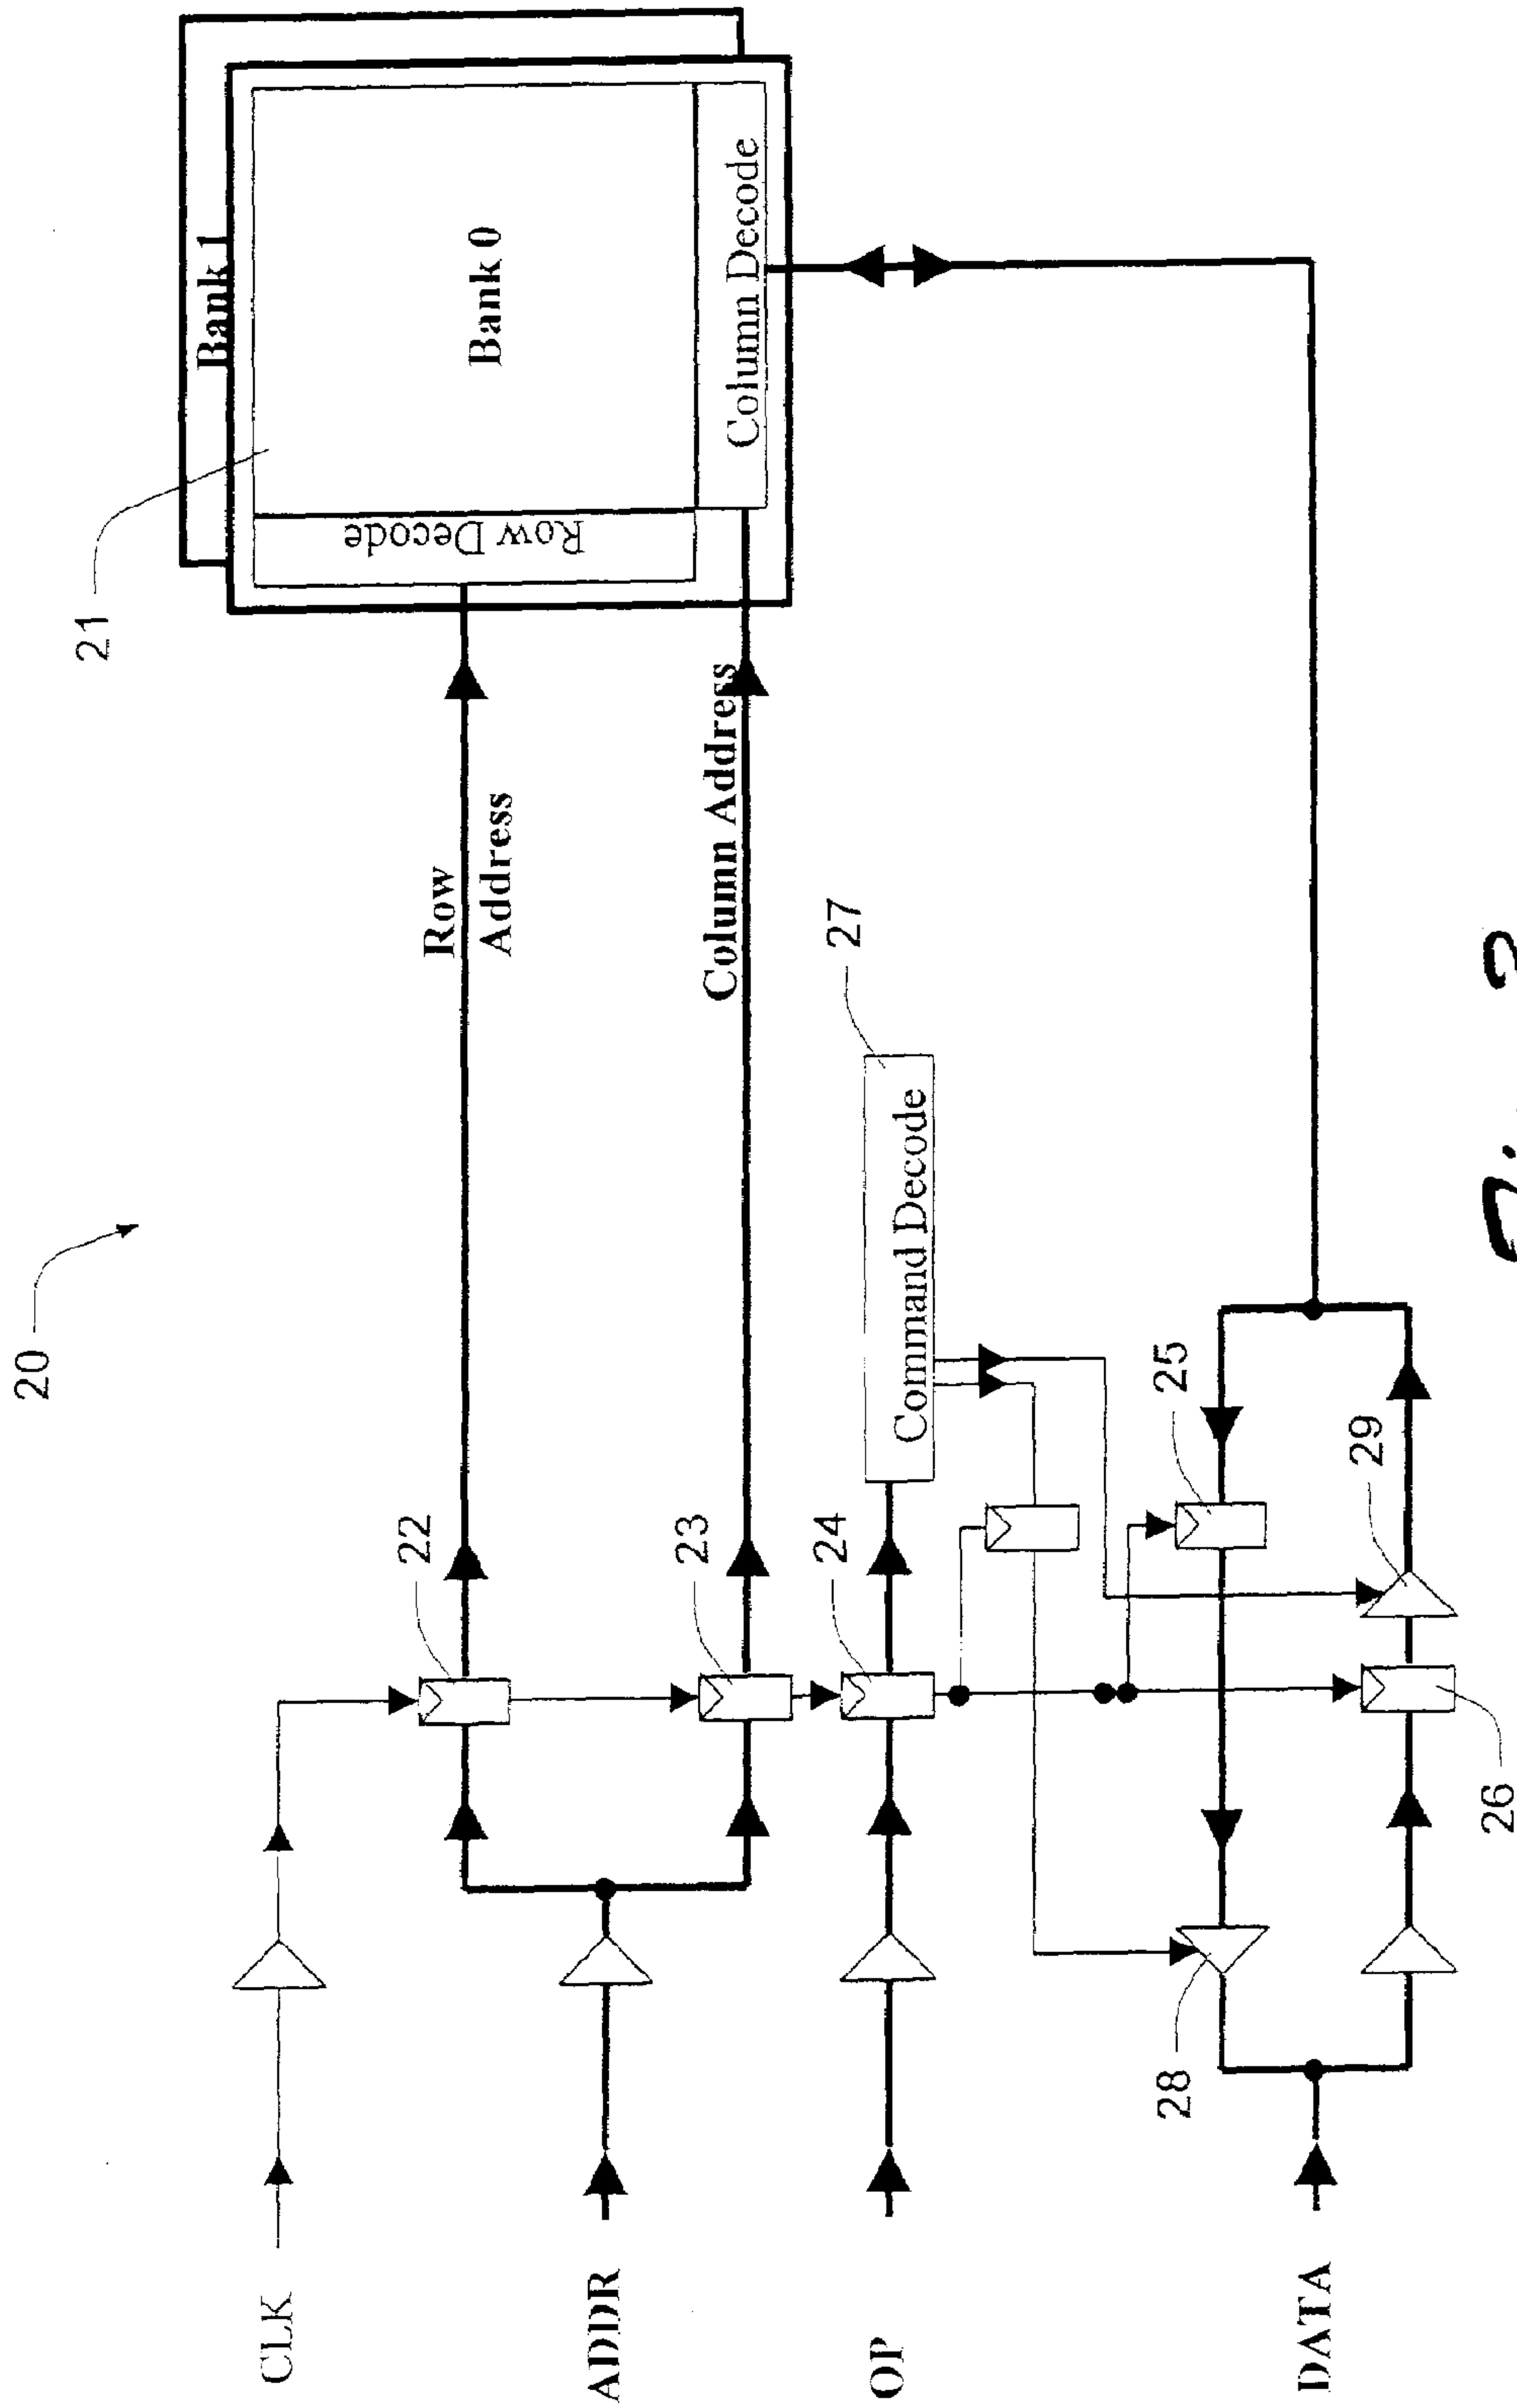 20
21
Bank 1
Bank 0
Row Decode
Column Decode
Row
Address
Column Address
22
23
24
27
Command Decode
25
29
28
26
CLK
ADDR
OP
DATA